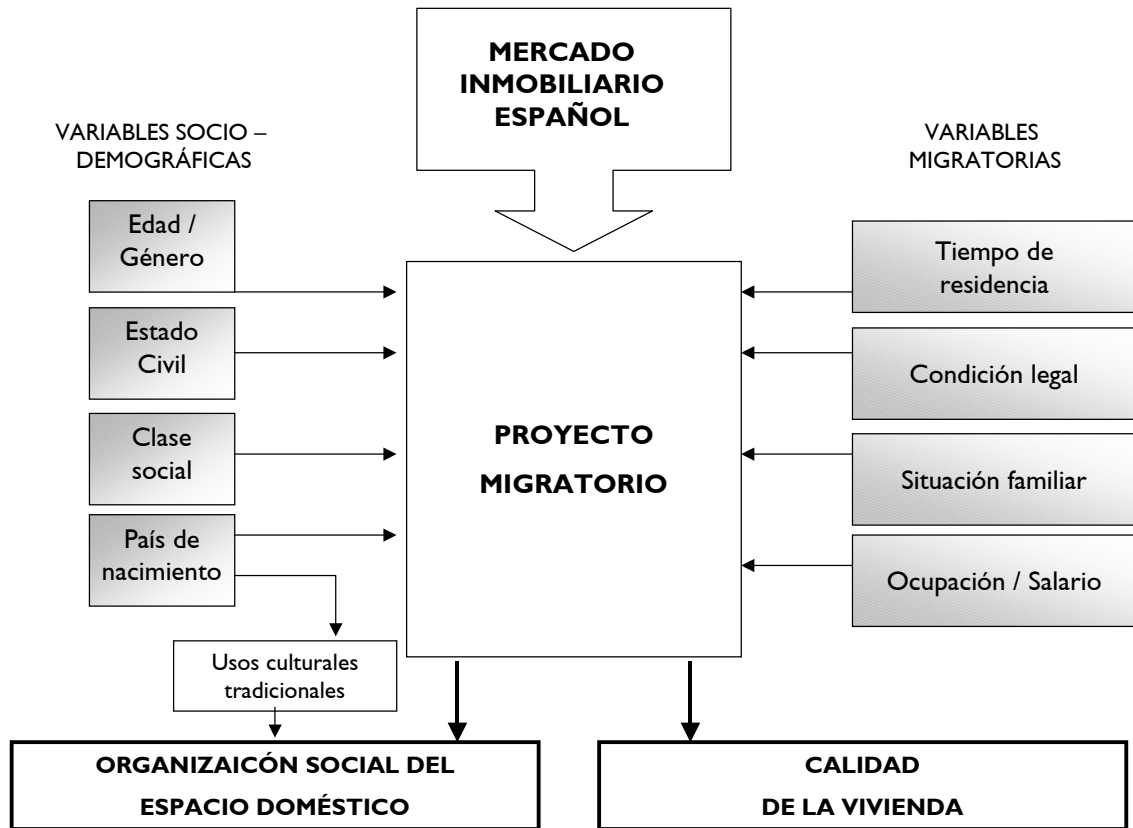 MERCADO
INMOBILIARIO
ESPAÑOL
VARIABLES SOCIO –
DEMOGRÁFICAS
VARIABLES
MIGRATORIAS
Edad /
Género
Estado
Civil
Clase
social
País de
nacimiento
Usos culturales
tradicionales
PROYECTO
MIGRATORIO
Tiempo de
residencia
Condición legal
Situación familiar
Ocupación / Salario
ORGANIZAICÓN SOCIAL DEL
ESPACIO DOMÉSTICO
CALIDAD
DE LA VIVIENDA